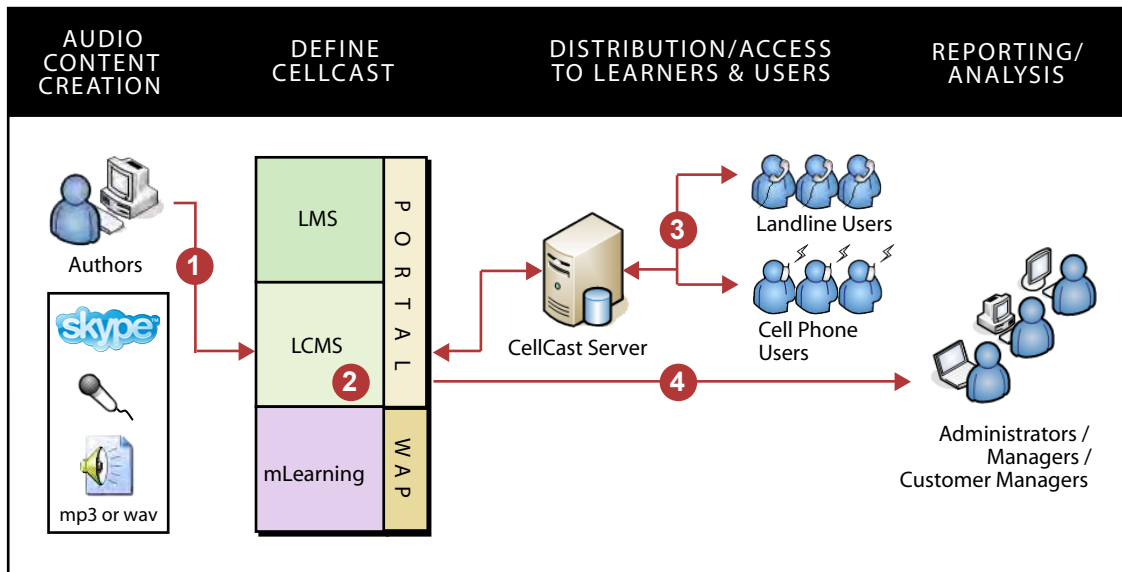 AUDIO
CONTENT
CREATION
DEFINE
CELLCAST
DISTRIBUTION/ACCESS
TO LEARNERS & USERS
REPORTING/
ANALYSIS
Authors
1
skype™
mp3 or wav
LMS
LCMS
2
mLearning
PORTAL
WAP
CellCast Server
3
Landline Users
Cell Phone
Users
4
Administrators /
Managers /
Customer Managers